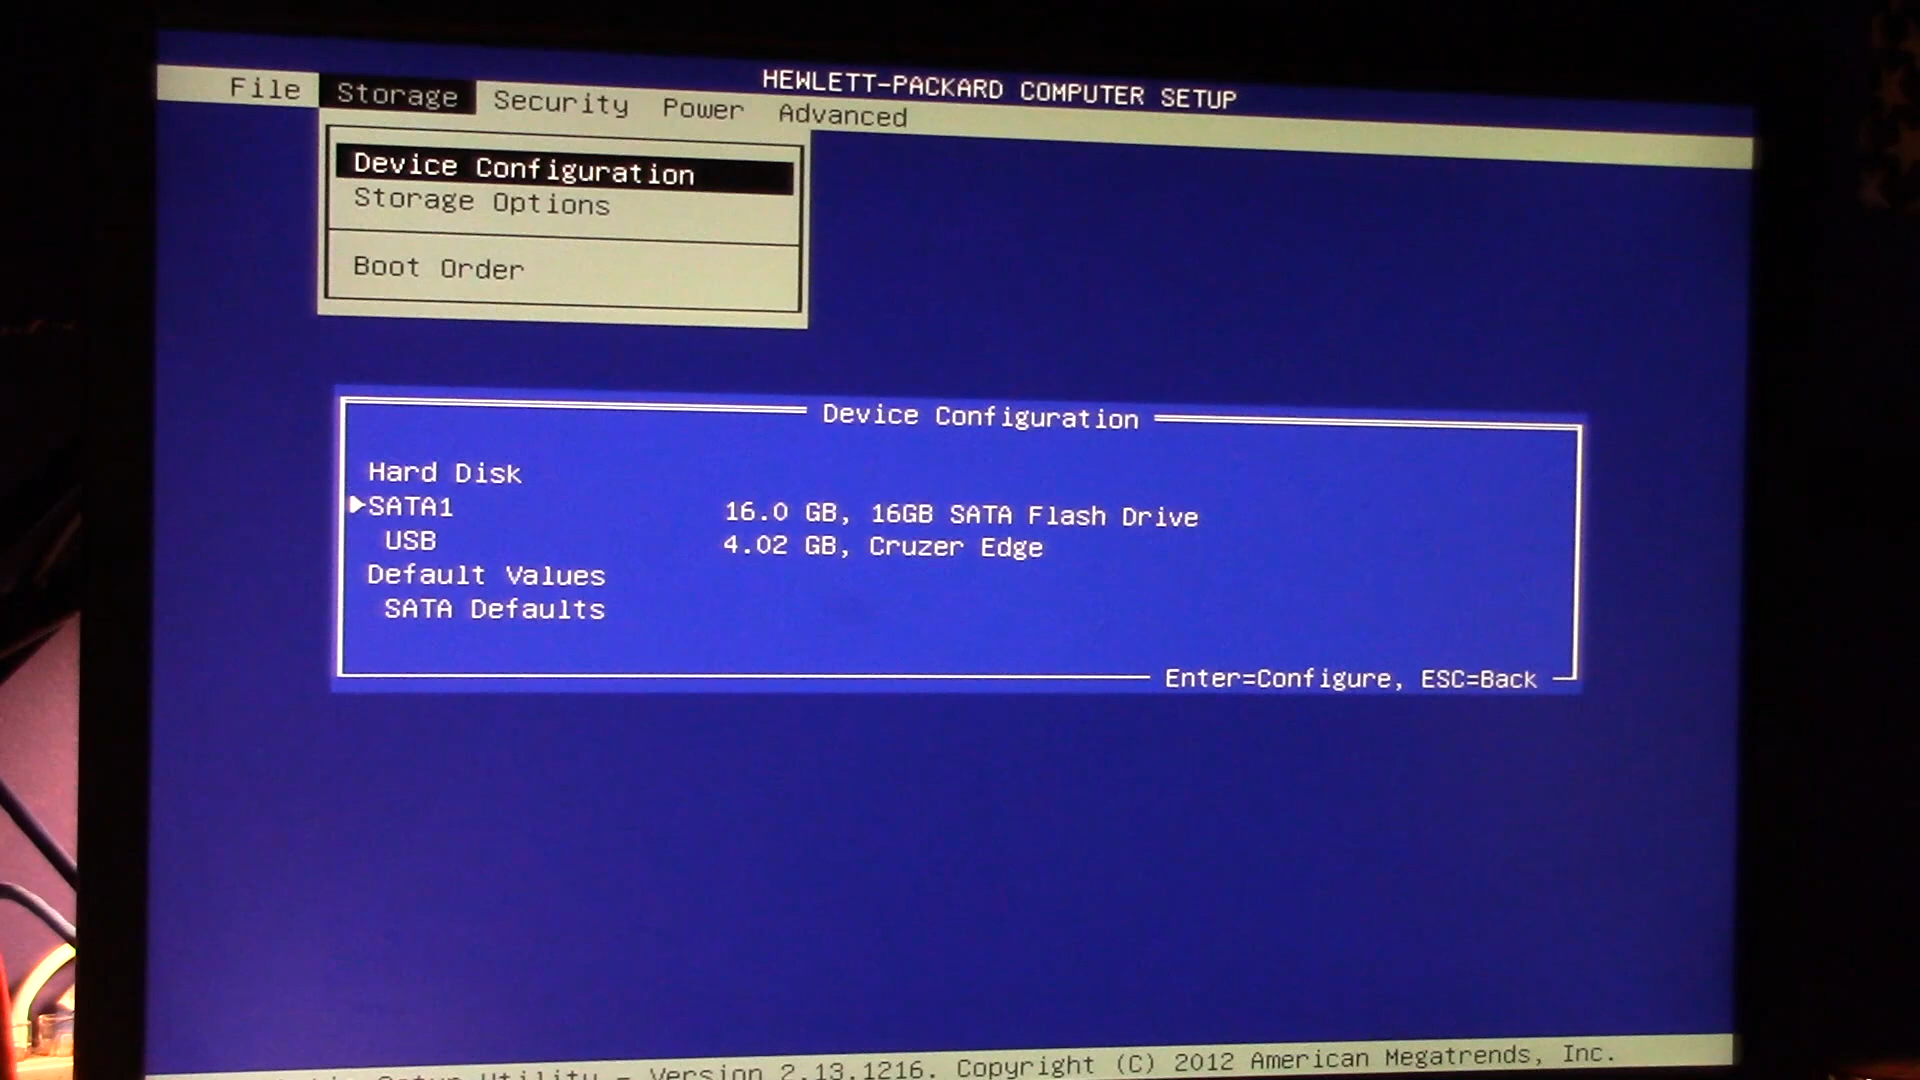 HEWLETT-PACKARD COMPUTER SETUP
File Storage Security Power Advanced
Device Configuration
Storage Options
Boot Order
Device Configuration
Hard Disk
SATA1 16.0 GB, 16GB SATA Flash Drive
USB 4.02 GB, Cruzer Edge
Default Values
SATA Defaults
Enter=Configure, ESC=Back
Setup Utility - Version 2.13.1216. Copyright (C) 2012 American Megatrends, Inc.